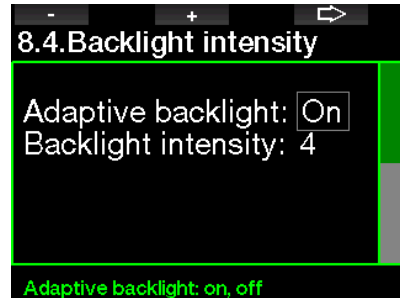 - + ⇨
8.4.Backlight intensity
Adaptive backlight: On
Backlight intensity: 4
Adaptive backlight: on, off